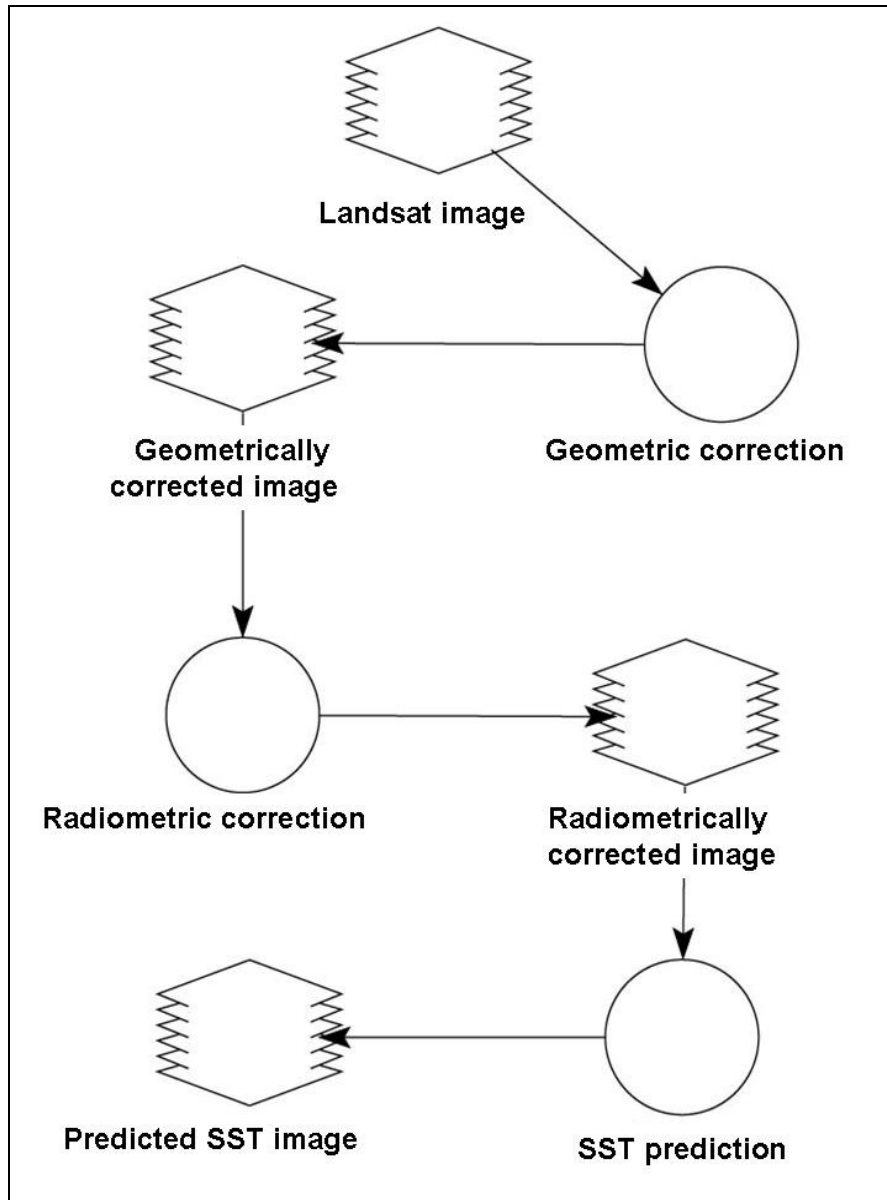 Landsat image
Geometrically
corrected image
Geometric correction
Radiometric correction
Radiometrically
corrected image
Predicted SST image
SST prediction